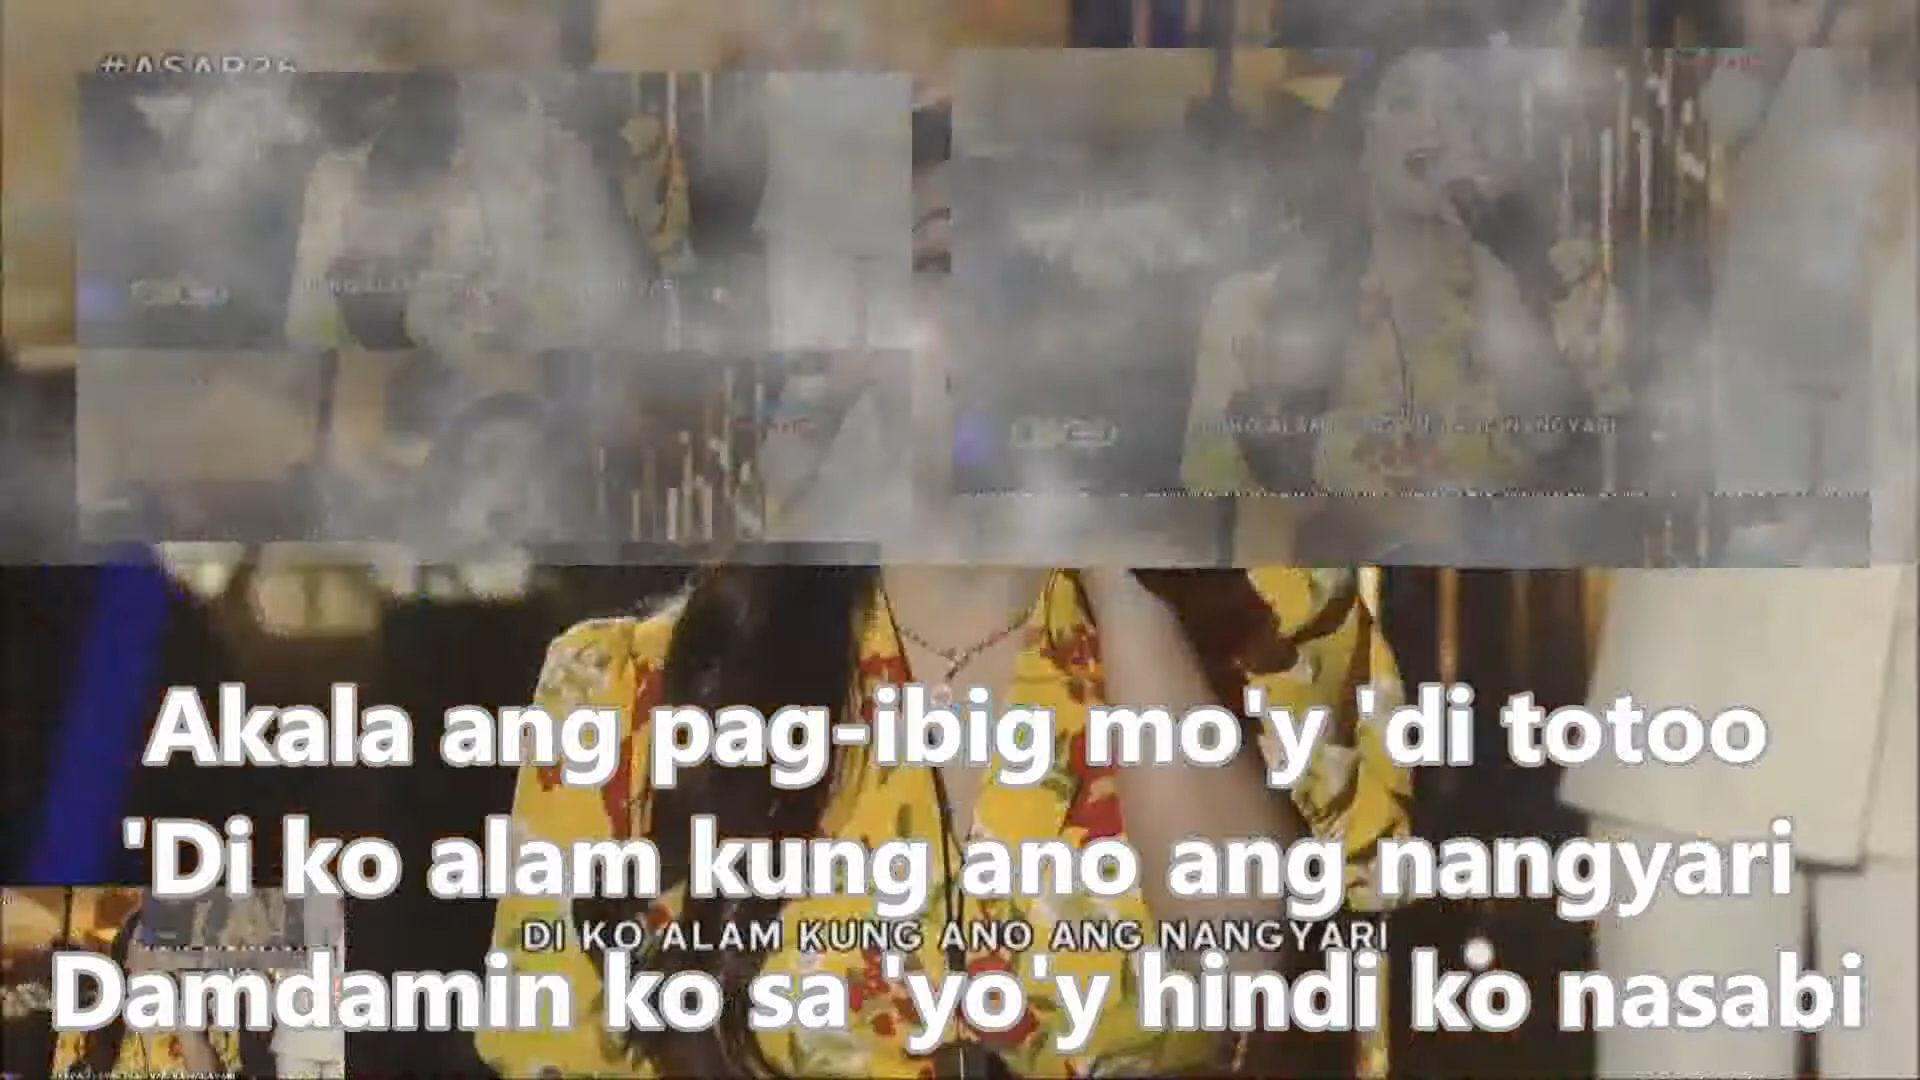 #ASAP26
Akala ang pag-ibig mo'y 'di totoo
'Di ko alam kung ano ang nangyari
DI KO ALAM KUNG ANO ANG NANGYARI
Damdamin ko sa 'yo'y hindi ko nasabi